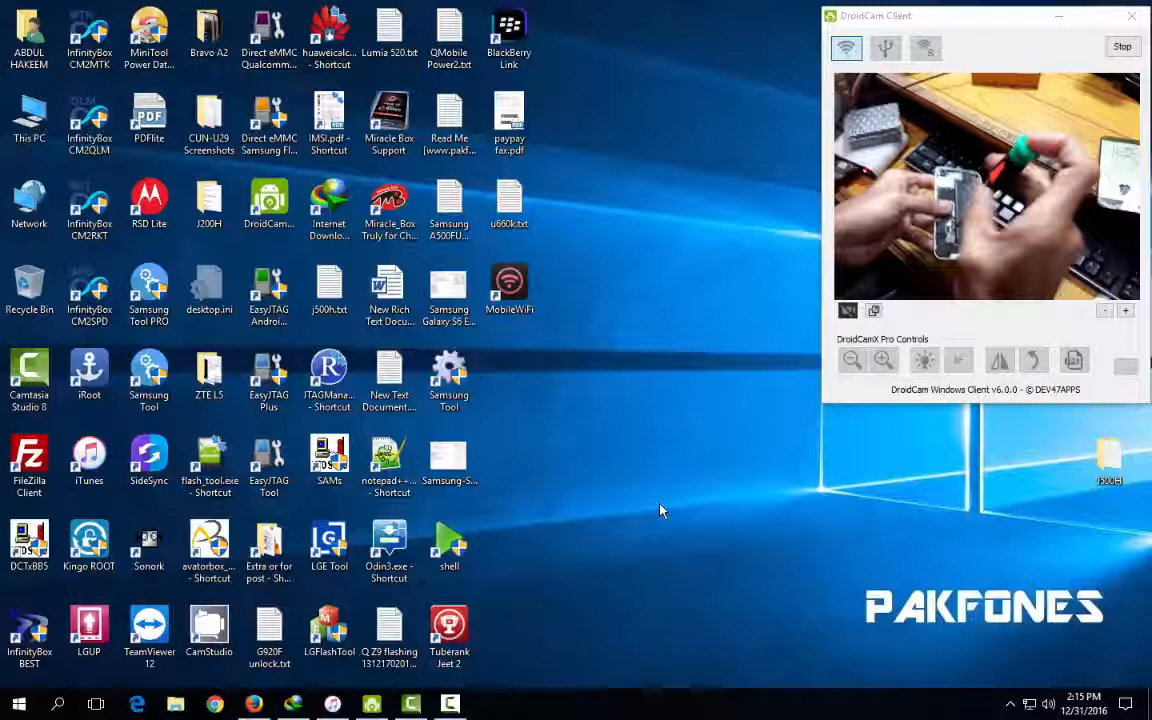 ABDUL
HAKEEM
InfinityBox
CM2MTK
MiniTool
Power Dat...
Bravo A2
Direct eMMC
Qualcomm...
huaweicalc...
- Shortcut
Lumia 520.txt
QMobile
Power2.txt
BlackBerry
Link
This PC
InfinityBox
CM2QLM
PDFlite
CUN-U29
Screenshots
Direct eMMC
Samsung Fl...
IMSI.pdf -
Shortcut
Miracle Box
Support
Read Me
[www.pakf...
paypay
fax.pdf
Network
InfinityBox
CM2RKT
RSD Lite
J200H
DroidCam...
Internet
Downlo...
Miracle_Box
Truly for Ch...
Samsung
A500FU...
u660k.txt
Recycle Bin
InfinityBox
CM2SPD
Samsung
Tool PRO
desktop.ini
EasyJTAG
Androi...
j500h.txt
New Rich
Text Docu...
Samsung
Galaxy S6 E...
MobileWiFi
Camtasia
Studio 8
iRoot
Samsung
Tool
ZTE L5
EasyJTAG
Plus
JTAGMana...
- Shortcut
New Text
Document....
Samsung
Tool
FileZilla
Client
iTunes
SideSync
flash_tool.exe
- Shortcut
EasyJTAG
Tool
SAMs
notepad++...
- Shortcut
Samsung-S...
DCTxBB5
Kingo ROOT
Sonork
avatorbox_...
- Shortcut
Extra or for
post - Sh...
LGE Tool
Odin3.exe -
Shortcut
shell
InfinityBox
BEST
LGUP
TeamViewer
12
CamStudio
G920F
unlock.txt
LGFlashTool
Q Z9 flashing
1312170201...
Tuberank
Jeet 2
DroidCam Client
Stop
DroidCamX Pro Controls
DroidCam Windows Client v6.0.0 - © DEV47APPS
J500H
PAKFONES
2:15 PM
12/31/2016